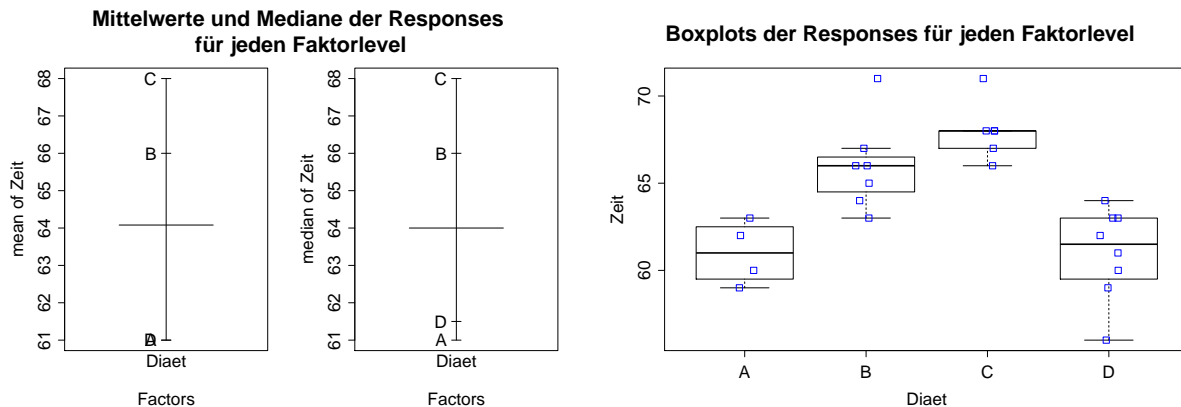 Mittelwerte und Mediane der Responses
für jeden Faktorlevel
mean of Zeit
68
67
66
65
64
63
62
61
C
B
D
A
Diaet
Factors
median of Zeit
68
67
66
65
64
63
62
61
C
B
D
A
Diaet
Factors
Boxplots der Responses für jeden Faktorlevel
Zeit
70
65
60
A B C D
Diaet